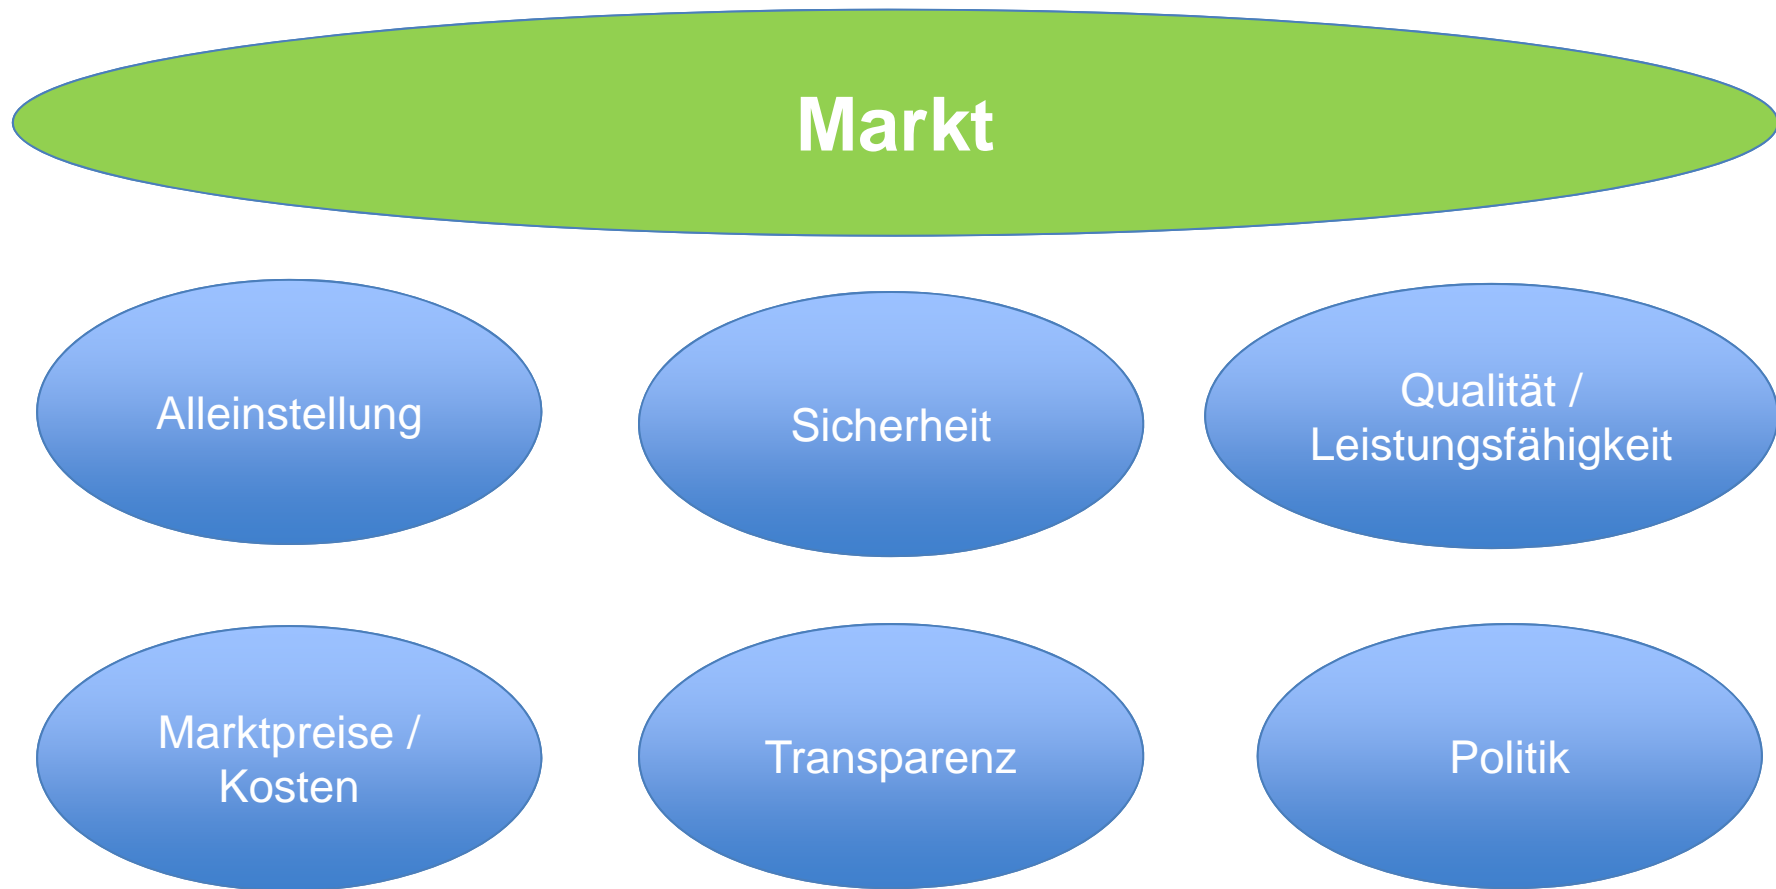 Markt
Alleinstellung
Sicherheit
Qualität /
Leistungsfähigkeit
Marktpreise /
Kosten
Transparenz
Politik